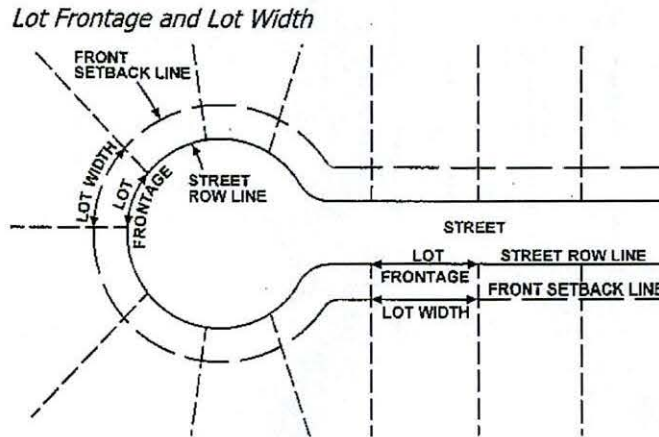 Lot Frontage and Lot Width
FRONT
SETBACK LINE
LOT WIDTH
LOT
FRONTAGE
STREET
ROW LINE
STREET
LOT
FRONTAGE
STREET ROW LINE
FRONT SETBACK LINE
LOT WIDTH